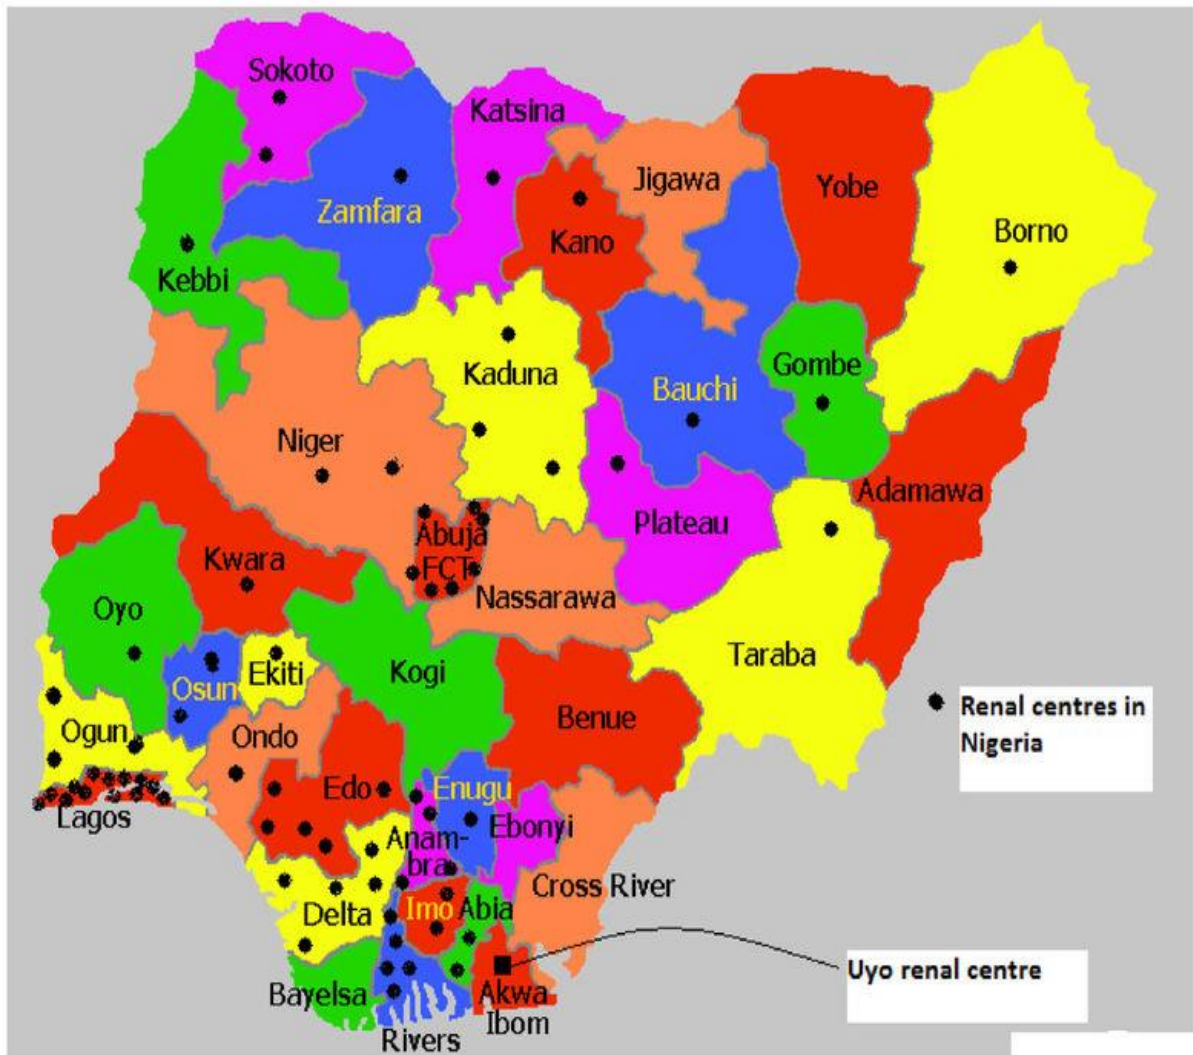 Sokoto
Katsina
Jigawa
Yobe
Zamfara
Kano
Borno
Kebbi
Gombe
Kaduna
Bauchi
Niger
Adamawa
Plateau
Abuja
FCT
Kwara
Nassarawa
Oyo
Taraba
Ekiti
Kogi
Osun
Benue
Renal centres in
Nigeria
Ogun
Ondo
Edo
Enugu
Lagos
Ebonyi
Anam-
bra
Cross River
Imo
Abia
Delta
Uyo renal centre
Bayelsa
Akwa
Ibom
Rivers